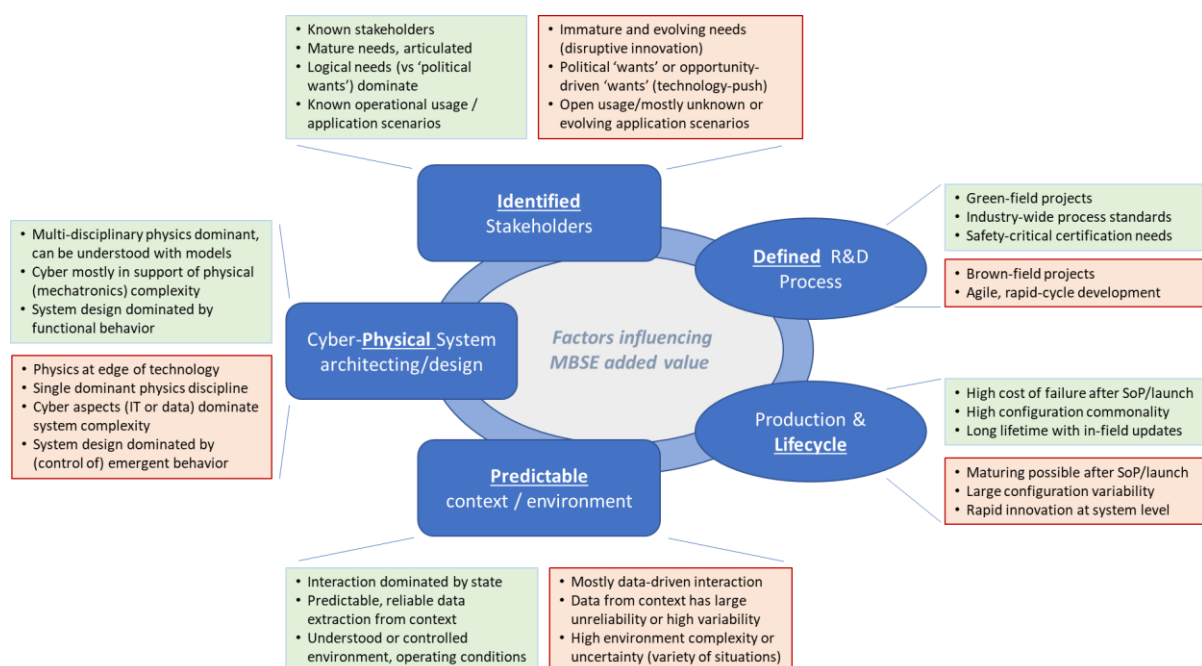 • Known stakeholders
• Mature needs, articulated
• Logical needs (vs ‘political
wants’) dominate
• Known operational usage /
application scenarios
• Immature and evolving needs
(disruptive innovation)
• Political ‘wants’ or opportunity-
driven ‘wants’ (technology-push)
• Open usage/mostly unknown or
evolving application scenarios
Identified
Stakeholders
• Green-field projects
• Industry-wide process standards
• Safety-critical certification needs
Defined R&D
Process
• Brown-field projects
• Agile, rapid-cycle development
• Multi-disciplinary physics dominant,
can be understood with models
• Cyber mostly in support of physical
(mechatronics) complexity
• System design dominated by
functional behavior
Cyber-Physical System
architecting/design
Factors influencing
MBSE added value
• Physics at edge of technology
• Single dominant physics discipline
• Cyber aspects (IT or data) dominate
system complexity
• System design dominated by
(control of) emergent behavior
Production &
Lifecycle
• High cost of failure after SoP/launch
• High configuration commonality
• Long lifetime with in-field updates
• Maturing possible after SoP/launch
• Large configuration variability
• Rapid innovation at system level
Predictable
context / environment
• Interaction dominated by state
• Predictable, reliable data
extraction from context
• Understood or controlled
environment, operating conditions
• Mostly data-driven interaction
• Data from context has large
unreliability or high variability
• High environment complexity or
uncertainty (variety of situations)